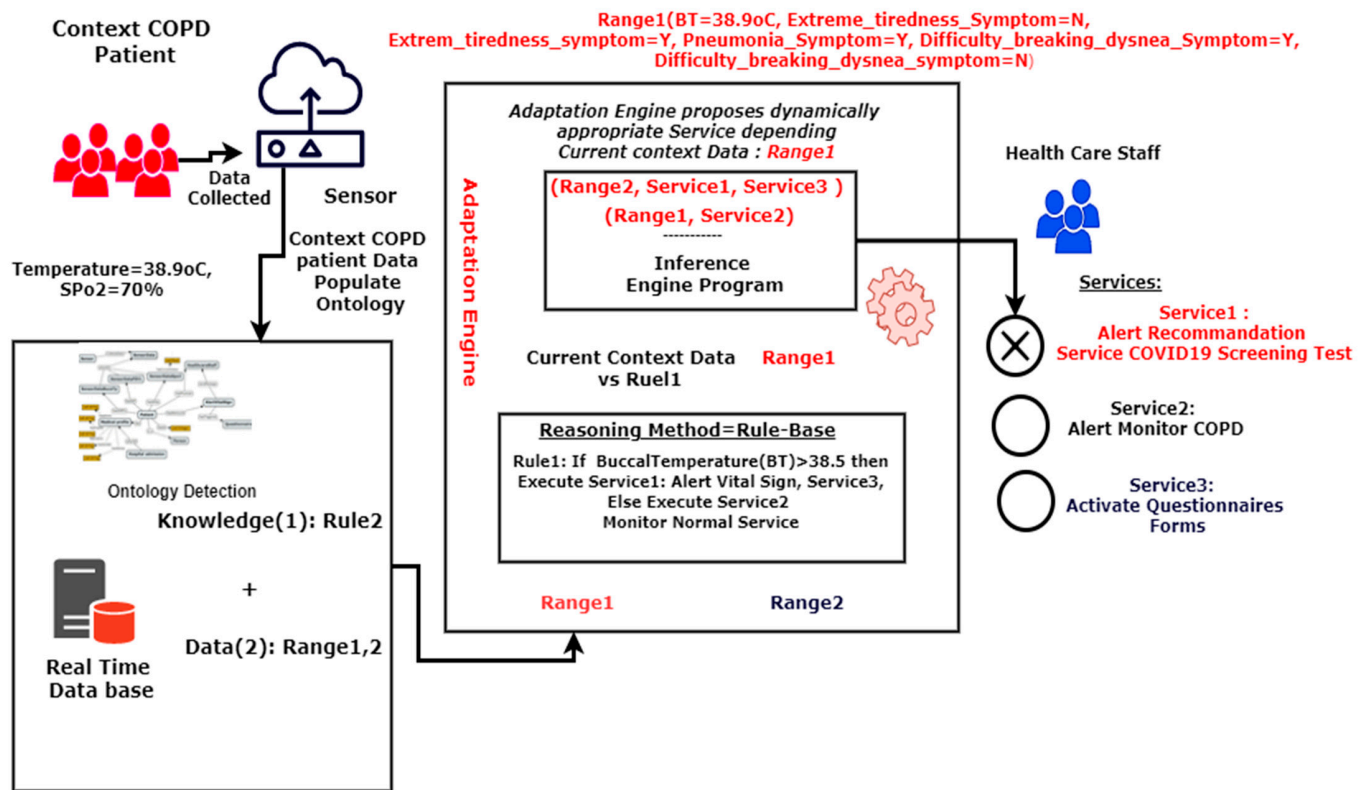 Context COPD
Patient
Data
Collected
Sensor
Context COPD
patient Data
Populate
Ontology
Temperature=38.9oC,
SPo2=70%
Ontology Detection
Knowledge(1): Rule2
+
Data(2): Range1,2
Real Time
Data base
Range1(BT=38.9oC, Extreme_tiredness_Symptom=N,
Extrem_tiredness_symptom=Y, Pneumonia_Symptom=Y, Difficulty_breaking_dysnea_Symptom=Y,
Difficulty_breaking_dysnea_symptom=N)
Adaptation Engine
Adaptation Engine proposes dynamically
appropriate Service depending
Current context Data : Range1
(Range2, Service1, Service3 )
(Range1, Service2)
-----------
Inference
Engine Program
Current Context Data Range1
vs Ruel1
Reasoning Method=Rule-Base
Rule1: If BuccalTemperature(BT)>38.5 then
Execute Service1: Alert Vital Sign, Service3,
Else Execute Service2
Monitor Normal Service
Range1
Range2
Health Care Staff
Services:
Service1 :
Alert Recommandation
Service COVID19 Screening Test
Service2:
Alert Monitor COPD
Service3:
Activate Questionnaires
Forms